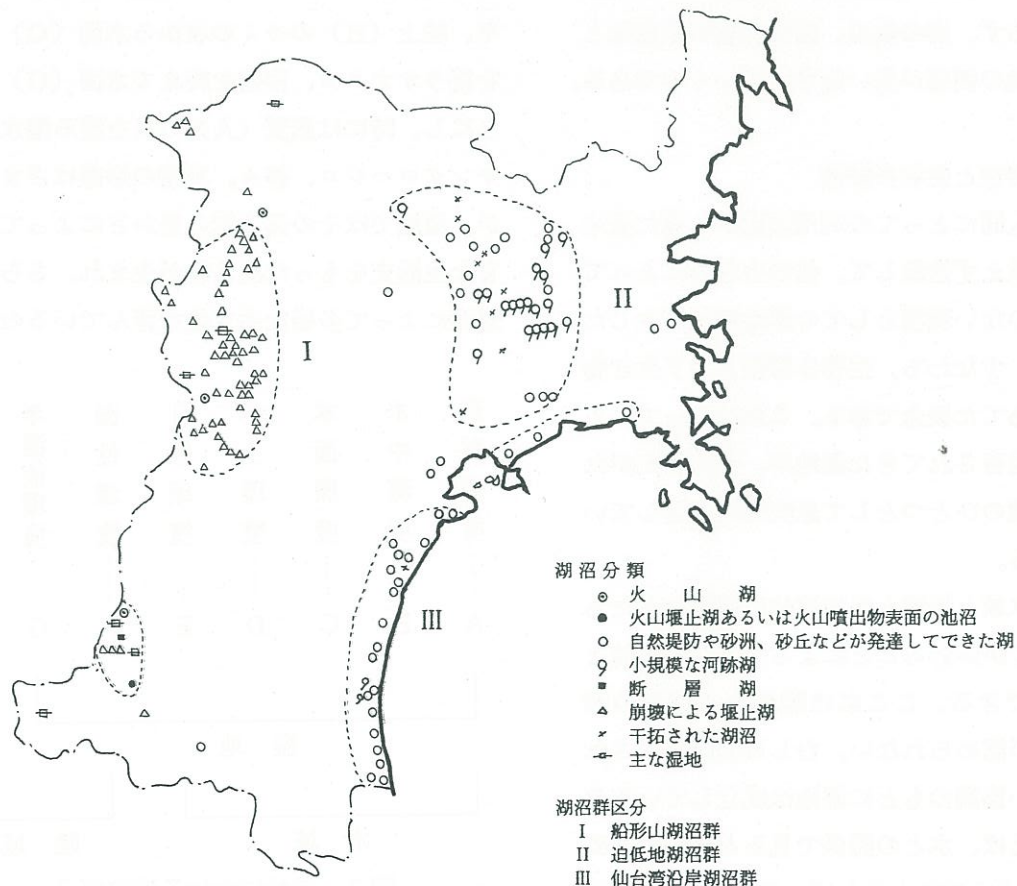 I
II
III
湖沼分類
火山湖
火山堰止湖あるいは火山噴出物表面の池沼
自然堤防や砂洲、砂丘などが発達してできた湖
小規模な河跡湖
断層湖
崩壊による堰止湖
干拓された湖沼
主な湿地
湖沼群区分
I 船形山湖沼群
II 迫低地湖沼群
III 仙台湾沿岸湖沼群